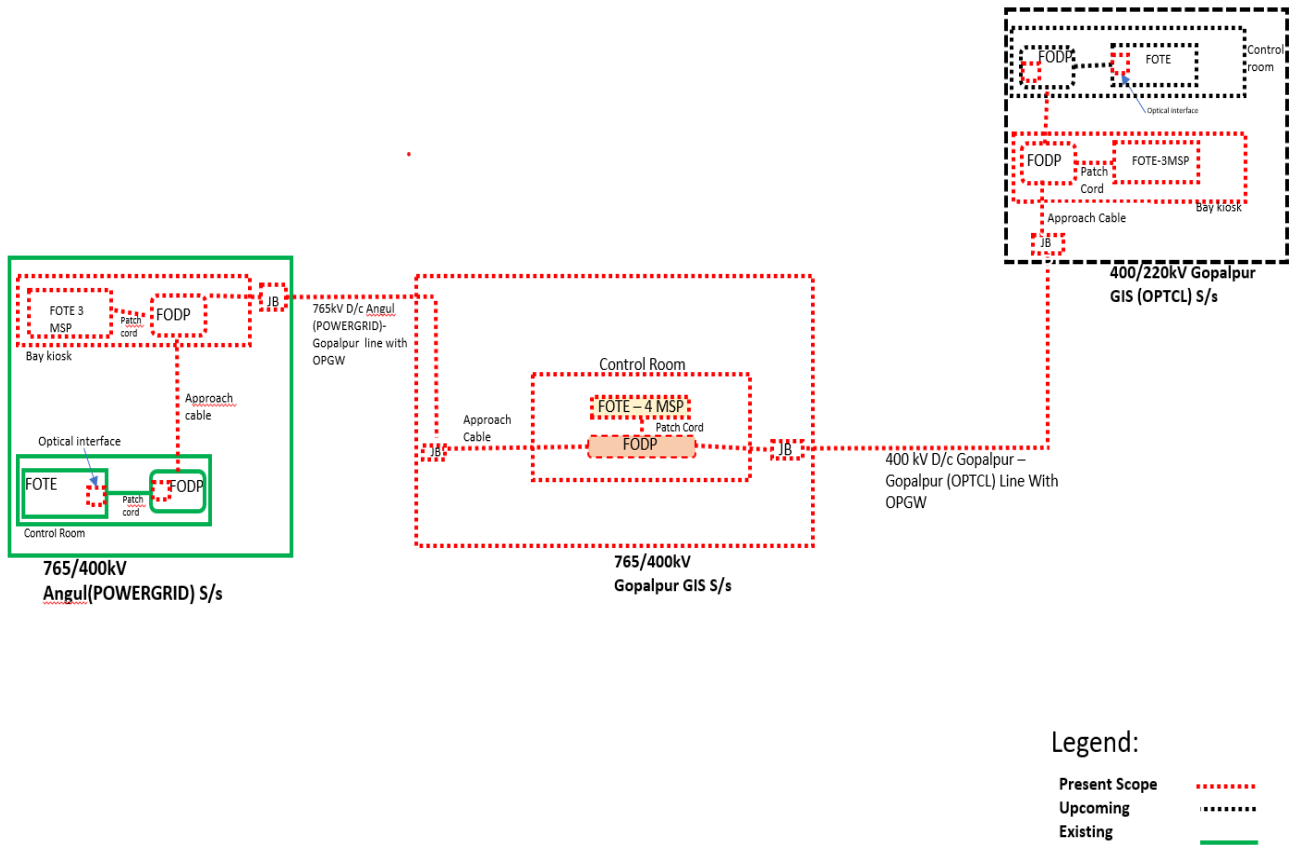 FODP
FOTE
Control
room
Optical interface
FODP
FOTE-3MSP
Patch
Cord
Bay kiosk
Approach Cable
JB
400/220kV Gopalpur
GIS (OPTCL) S/s
FOTE 3
MSP
Patch
cord
FODP
JB
Bay kiosk
765kV D/c Angul
(POWERGRID)-
Gopalpur line with
OPGW
Approach
cable
Optical interface
FOTE
Patch
cord
FODP
Control Room
765/400kV
Angul(POWERGRID) S/s
Control Room
FOTE – 4 MSP
Patch Cord
FODP
Approach
Cable
JB
JB
765/400kV
Gopalpur GIS S/s
400 kV D/c Gopalpur –
Gopalpur (OPTCL) Line With
OPGW
Legend:
Present Scope
Upcoming
Existing